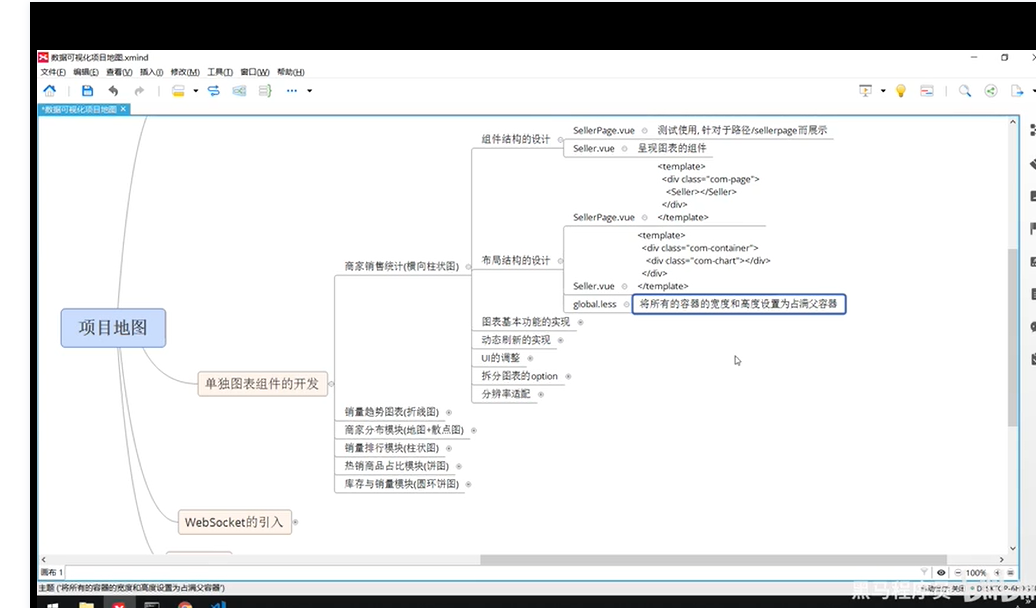 数据可视化项目地图.xmind
文件(F) 编辑(E) 查看(V) 插入(I) 修改(M) 工具(T) 窗口(W) 帮助(H)
*数据可视化项目地图
组件结构的设计
SellerPage.vue 测试使用, 针对于路径/sellerpage而展示
Seller.vue 呈现图表的组件
<template>
<div class="com-page">
<Seller></Seller>
</div>
SellerPage.vue </template>
<template>
<div class="com-container">
商家销售统计(横向柱状图) 布局结构的设计 <div class="com-chart"></div>
</div>
Seller.vue </template>
global.less 将所有的容器的宽度和高度设置为占满父容器
图表基本功能的实现
项目地图
动态刷新的实现
UI的调整
拆分图表的option
单独图表组件的开发
分辨率适配
销量趋势图表(折线图)
商家分布模块(地图+散点图)
销量排行模块(柱状图)
热销商品占比模块(饼图)
库存与销量模块(圆环饼图)
WebSocket的引入
画布 1
100%
主题 ('将所有的容器的宽度和高度设置为占满父容器')
黑马程序员